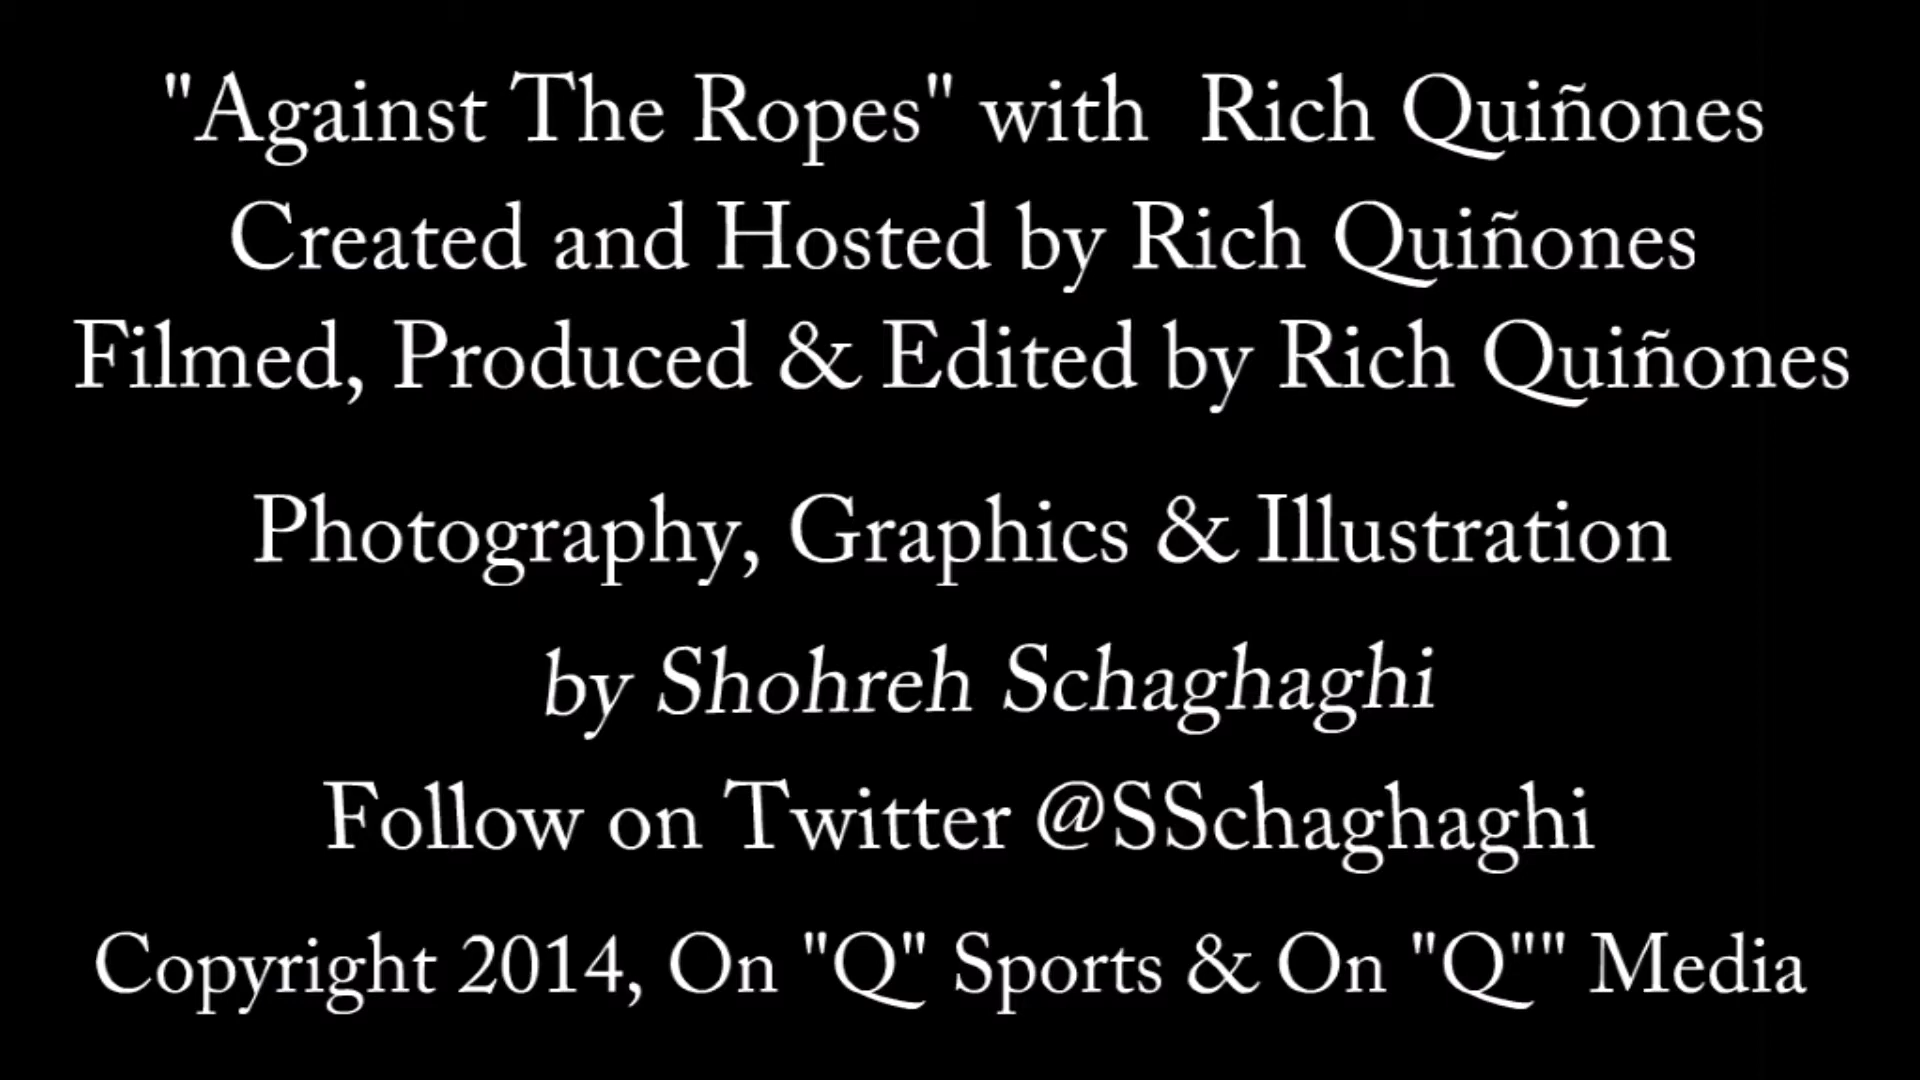 "Against The Ropes" with  Rich Quiñones
Created and Hosted by Rich Quiñones
Filmed, Produced & Edited by Rich Quiñones
Photography, Graphics & Illustration
by Shohreh Schaghaghi
Follow on Twitter @SSchaghaghi
Copyright 2014, On "Q" Sports & On "Q"" Media